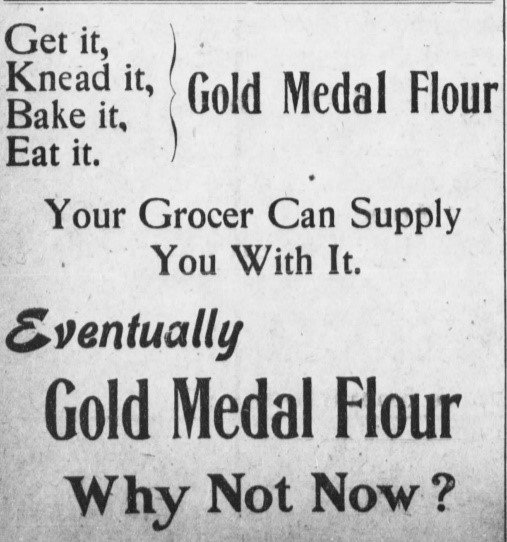 Get it,
Knead it,
Bake it,
Eat it.
Gold Medal Flour
Your Grocer Can Supply
You With It.
Eventually
Gold Medal Flour
Why Not Now?